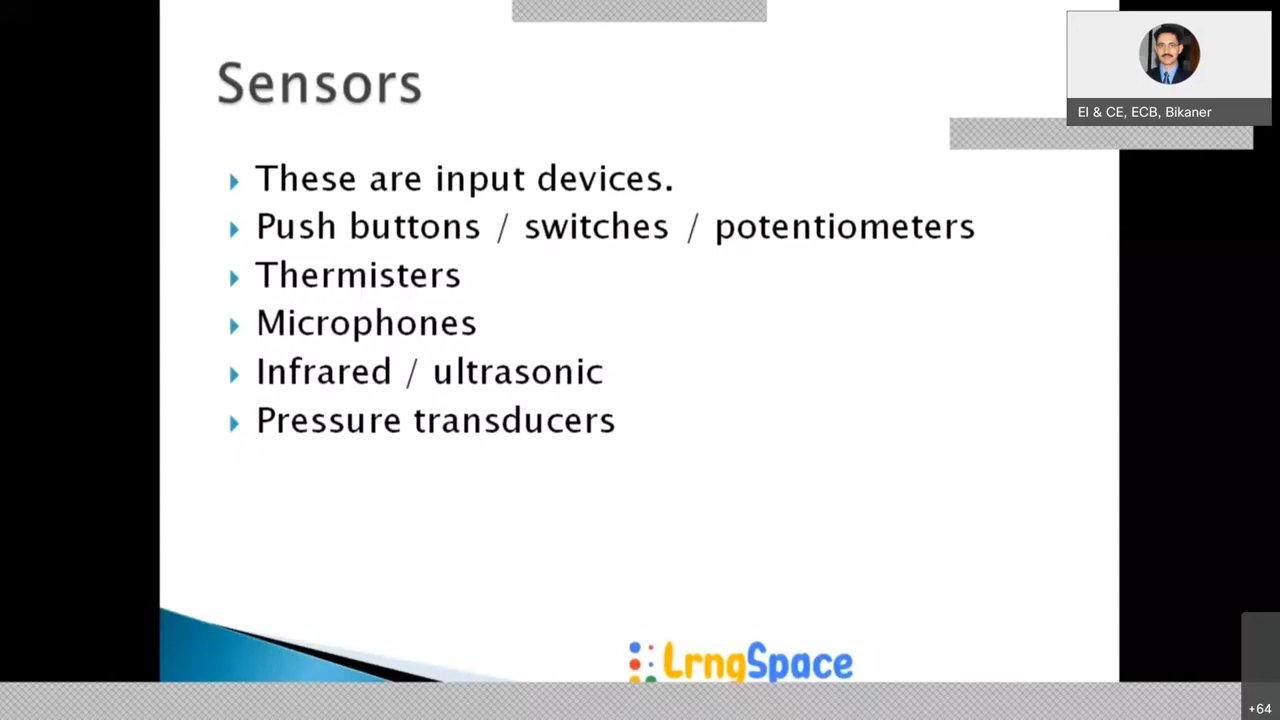 Sensors
EI & CE, ECB, Bikaner
These are input devices.
Push buttons / switches / potentiometers
Thermisters
Microphones
Infrared / ultrasonic
Pressure transducers
LrngSpace
+64